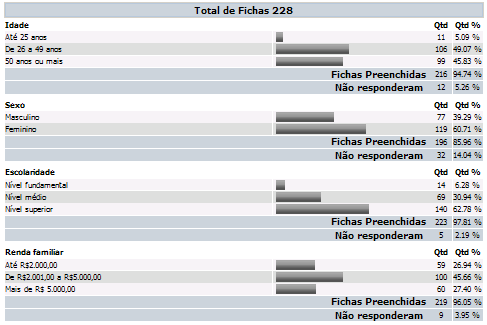 Total de Fichas 228
Idade Qtd Qtd %
Até 25 anos 11 5.09 %
De 26 a 49 anos 106 49.07 %
50 anos ou mais 99 45.83 %
Fichas Preenchidas 216 94.74 %
Não responderam 12 5.26 %
Sexo Qtd Qtd %
Masculino 77 39.29 %
Feminino 119 60.71 %
Fichas Preenchidas 196 85.96 %
Não responderam 32 14.04 %
Escolaridade Qtd Qtd %
Nível fundamental 14 6.28 %
Nível médio 69 30.94 %
Nível superior 140 62.78 %
Fichas Preenchidas 223 97.81 %
Não responderam 5 2.19 %
Renda familiar Qtd Qtd %
Até R$2.000,00 59 26.94 %
De R$2.001,00 a R$5.000,00 100 45.66 %
Mais de R$ 5.000,00 60 27.40 %
Fichas Preenchidas 219 96.05 %
Não responderam 9 3.95 %